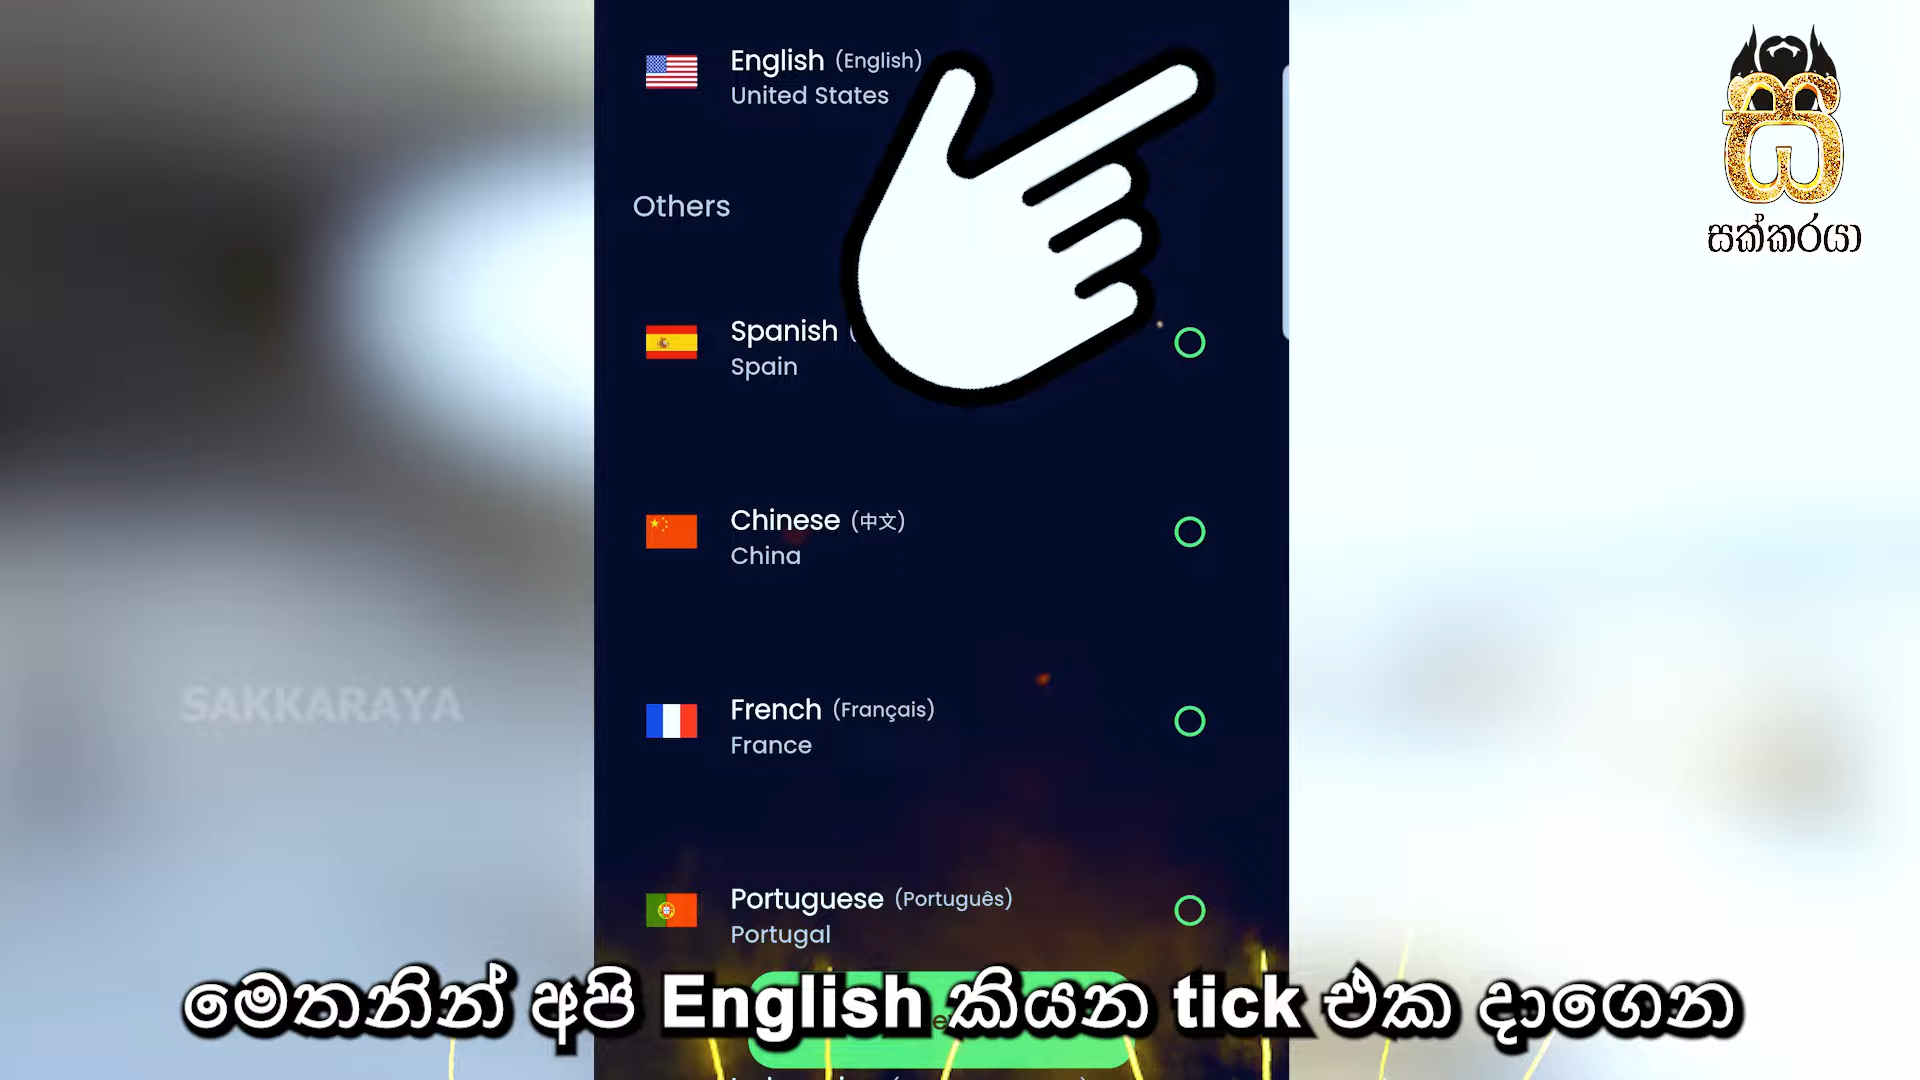 English (English)
United States
සක්කරයා
Others
Spanish (
Spain
Chinese (中文)
China
SAKKARAYA
French (Français)
France
Portuguese (Português)
Portugal
මෙතනින් අපි English කියන tick එක දාගෙන